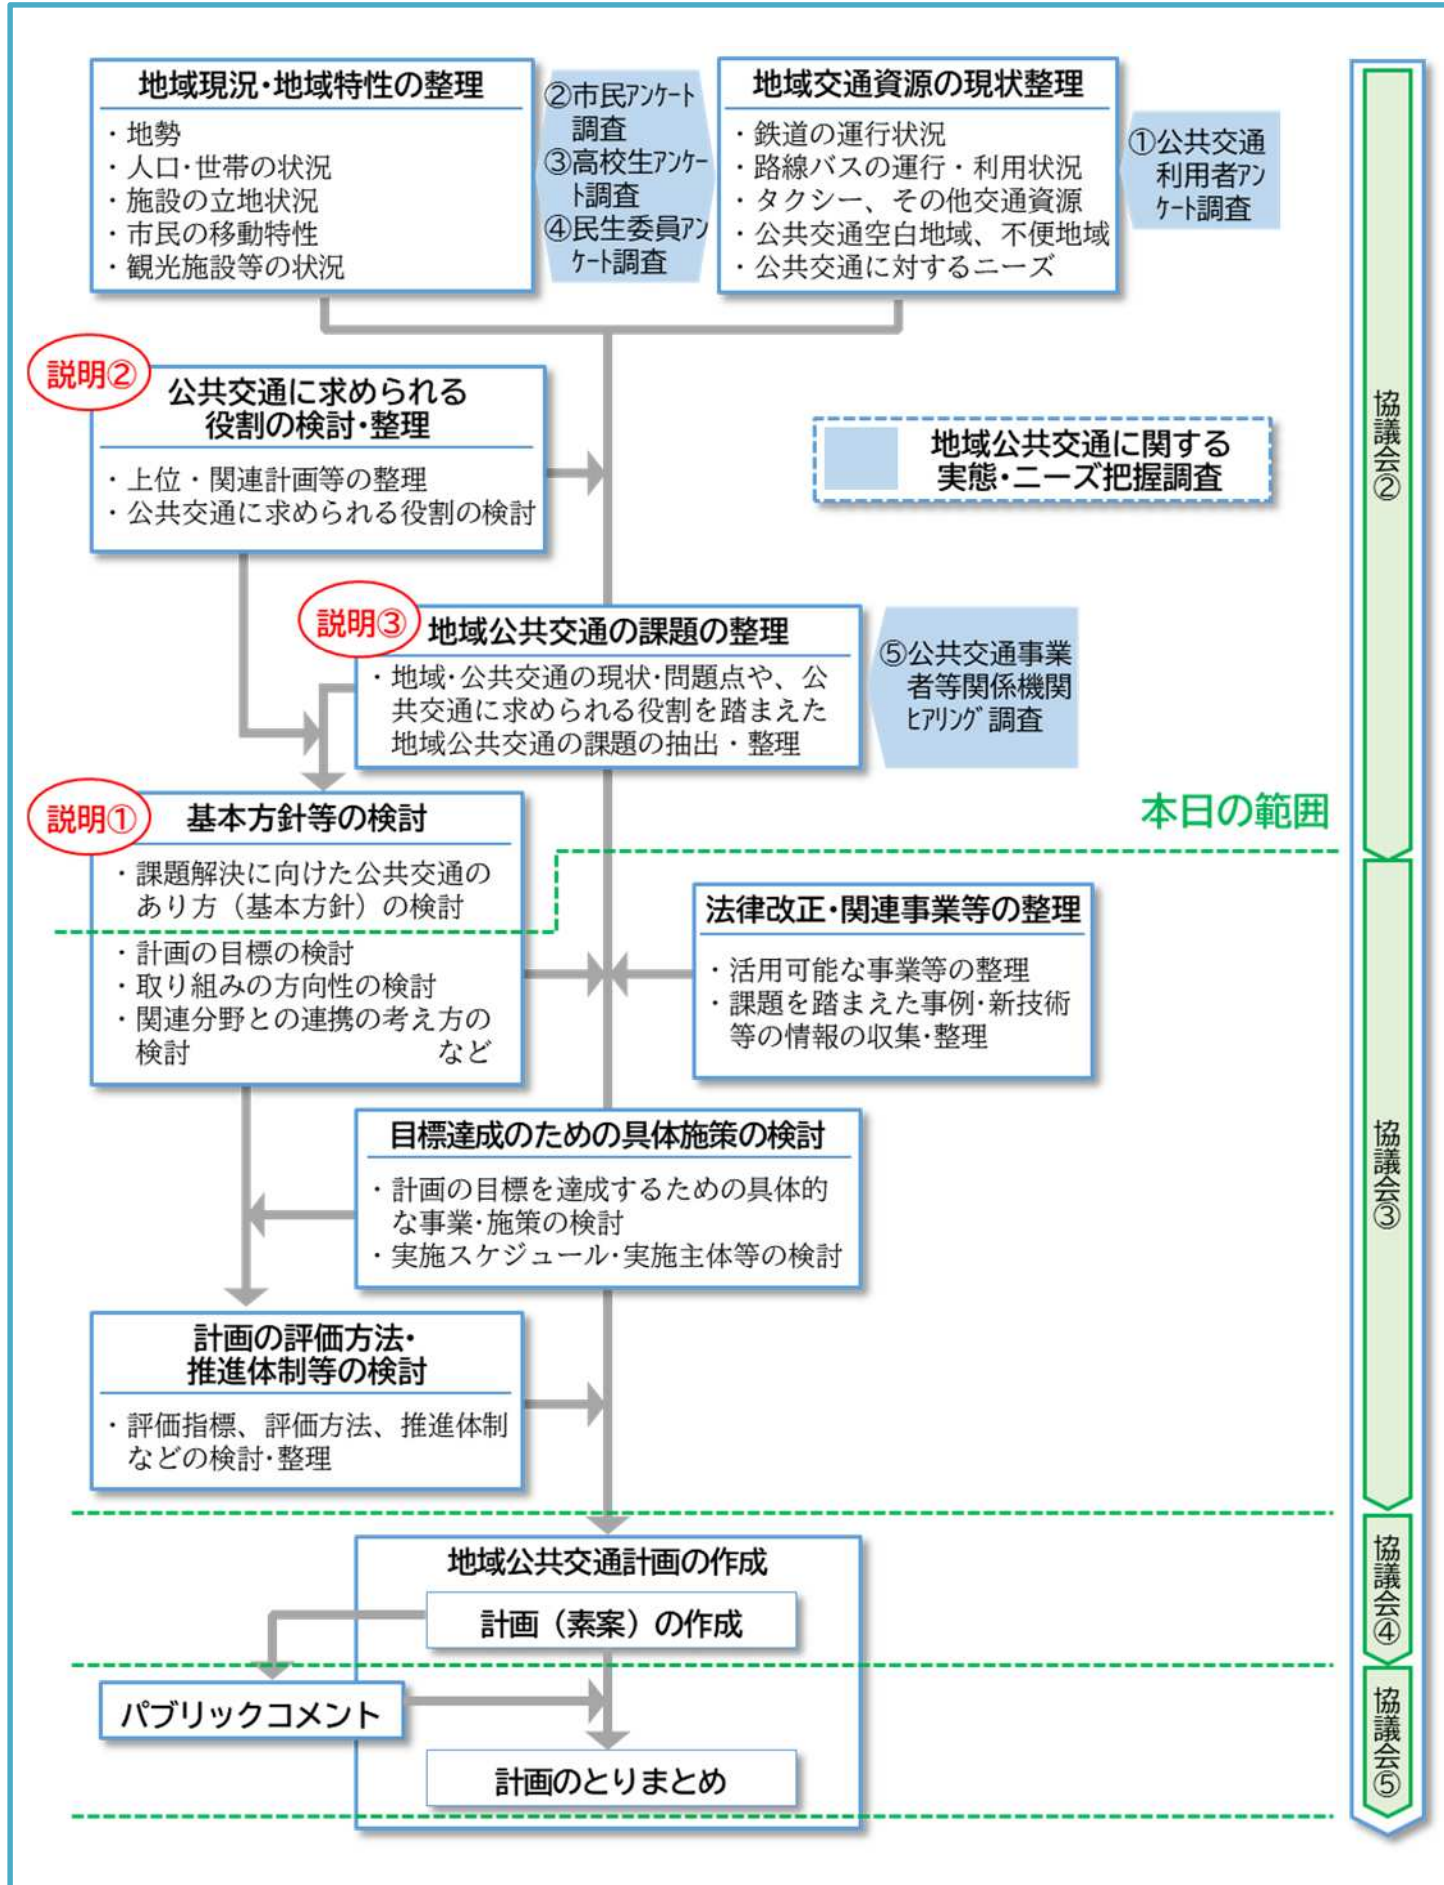 地域現況・地域特性の整理
・地勢
・人口・世帯の状況
・施設の立地状況
・市民の移動特性
・観光施設等の状況
②市民アンケート
調査
③高校生アンケー
ト調査
④民生委員アン
ケート調査
地域交通資源の現状整理
・鉄道の運行状況
・路線バスの運行・利用状況
・タクシー、その他交通資源
・公共交通空白地域、不便地域
・公共交通に対するニーズ
①公共交通
利用者アン
ケート調査
協議会②
説明②
公共交通に求められる
役割の検討・整理
・上位・関連計画等の整理
・公共交通に求められる役割の検討
地域公共交通に関する
実態・ニーズ把握調査
説明③
地域公共交通の課題の整理
・地域・公共交通の現状・問題点や、公
共交通に求められる役割を踏まえた
地域公共交通の課題の抽出・整理
⑤公共交通事業
者等関係機関
ヒアリング調査
本日の範囲
説明①
基本方針等の検討
・課題解決に向けた公共交通の
あり方（基本方針）の検討
・計画の目標の検討
・取り組みの方向性の検討
・関連分野との連携の考え方の
検討 など
法律改正・関連事業等の整理
・活用可能な事業等の整理
・課題を踏まえた事例・新技術
等の情報の収集・整理
協議会③
目標達成のための具体施策の検討
・計画の目標を達成するための具体的
な事業・施策の検討
・実施スケジュール・実施主体等の検討
計画の評価方法・
推進体制等の検討
・評価指標、評価方法、推進体制
などの検討・整理
地域公共交通計画の作成
計画（素案）の作成
協議会④
パブリックコメント
計画のとりまとめ
協議会⑤